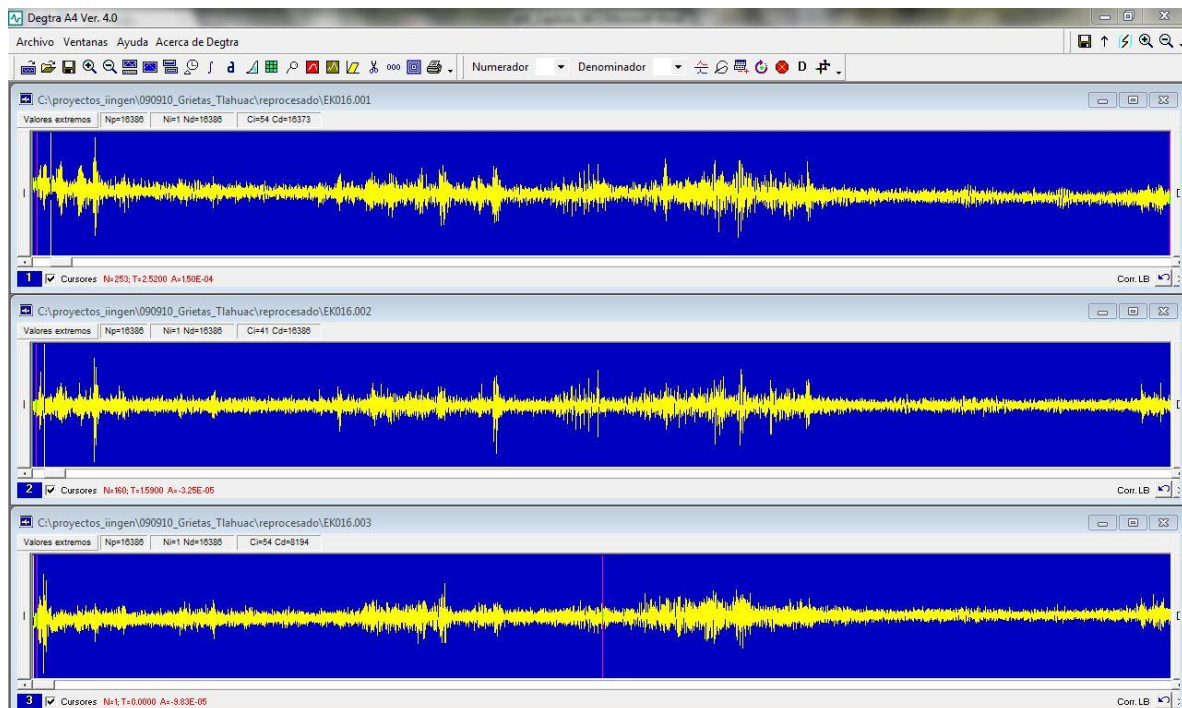 Degtra A4 Ver. 4.0
Archivo Ventanas Ayuda Acerca de Degtra
Numerador Denominador D
C:\proyectos_iingen\090910_Grietas_Tlahuac\reprocesado\EK016.001
Valores extremos Np=16386 Ni=1 Nd=16386 Ci=54 Cd=16373
1 Cursores N=253; T=2.5200 A=1.50E-04 Corr. LB
C:\proyectos_iingen\090910_Grietas_Tlahuac\reprocesado\EK016.002
Valores extremos Np=16386 Ni=1 Nd=16386 Ci=41 Cd=16386
2 Cursores N=160; T=1.5900 A=-3.25E-05 Corr. LB
C:\proyectos_iingen\090910_Grietas_Tlahuac\reprocesado\EK016.003
Valores extremos Np=16386 Ni=1 Nd=16386 Ci=54 Cd=8194
3 Cursores N=1; T=0.0000 A=-9.83E-05 Corr. LB